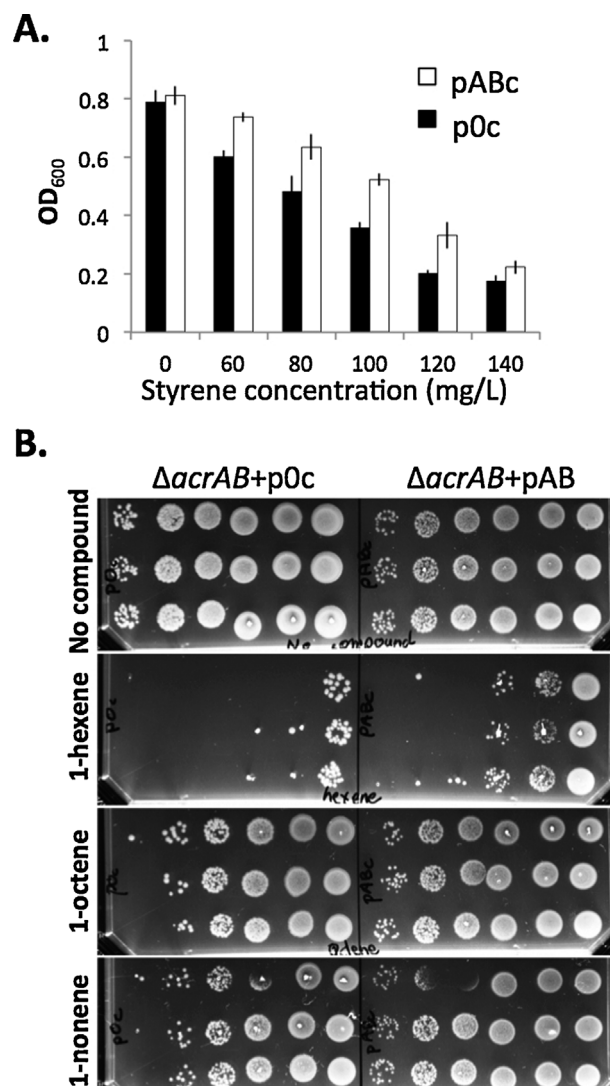 A.
1
0.8
0.6
0.4
0.2
0
OD600
pABc
p0c
0 60 80 100 120 140
Styrene concentration (mg/L)
B.
ΔacrAB+p0c ΔacrAB+pAB
No compound
pABc
No compound
1-hexene
p0c
pABc
hexene
1-octene
p0c
pABc
Octene
1-nonene
p0c
pABc